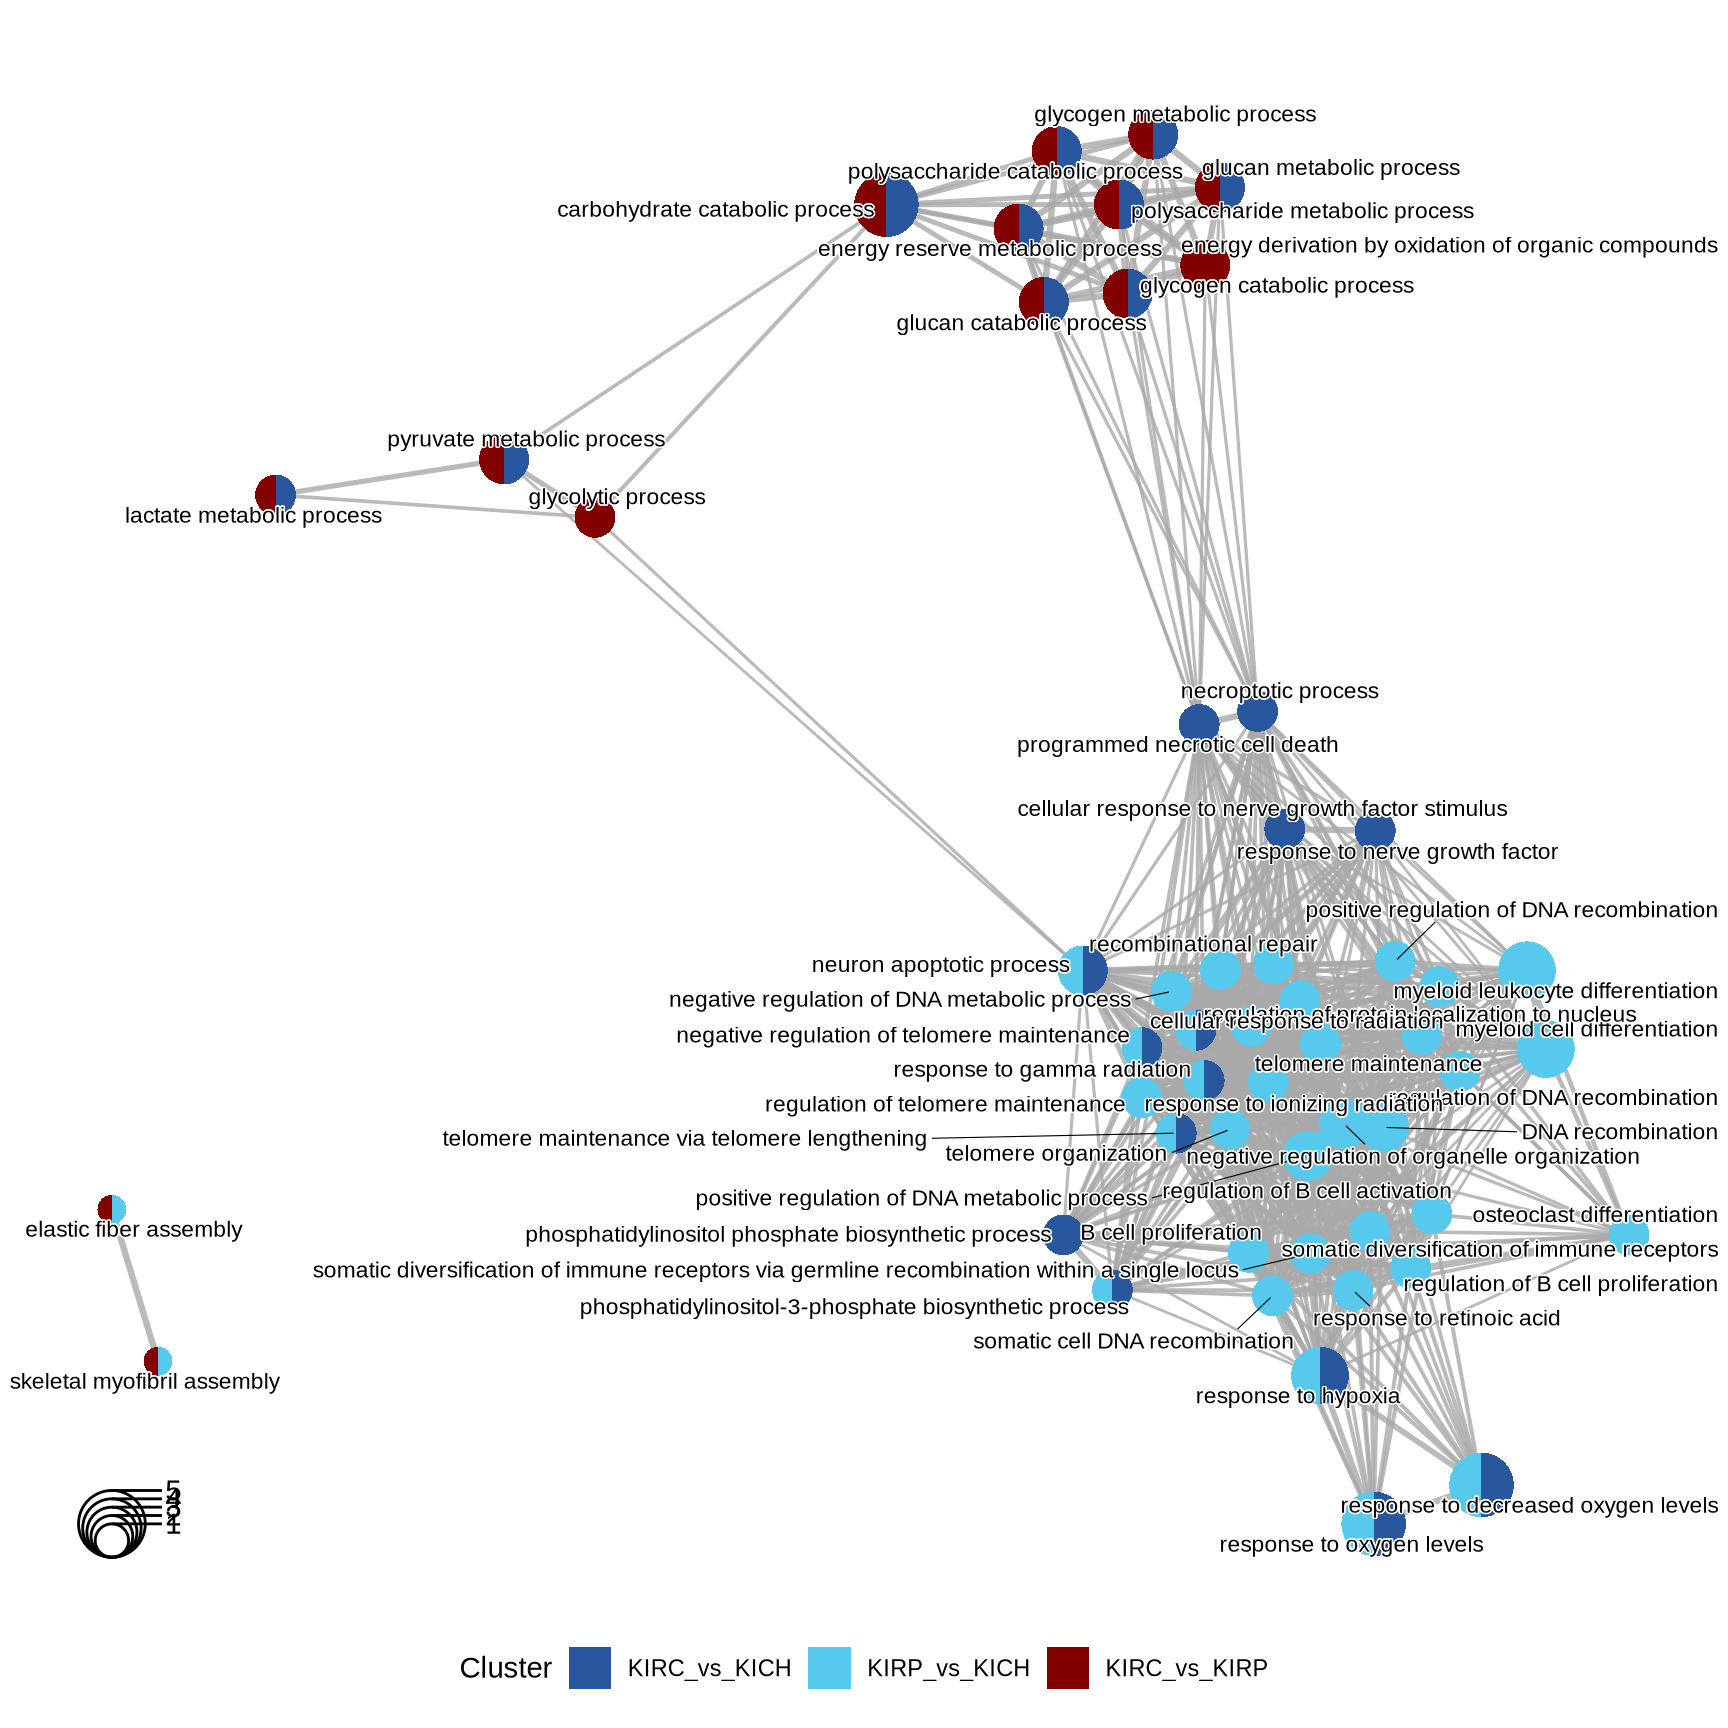 glycogen metabolic process
polysaccharide catabolic process
glucan metabolic process
carbohydrate catabolic process
polysaccharide metabolic process
energy reserve metabolic process
energy derivation by oxidation of organic compounds
glycogen catabolic process
glucan catabolic process
pyruvate metabolic process
glycolytic process
lactate metabolic process
necroptotic process
programmed necrotic cell death
cellular response to nerve growth factor stimulus
response to nerve growth factor
positive regulation of DNA recombination
recombinational repair
neuron apoptotic process
myeloid leukocyte differentiation
negative regulation of DNA metabolic process
regulation of protein localization to nucleus
cellular response to radiation
myeloid cell differentiation
negative regulation of telomere maintenance
telomere maintenance
response to gamma radiation
regulation of DNA recombination
regulation of telomere maintenance
response to ionizing radiation
DNA recombination
telomere maintenance via telomere lengthening
telomere organization
negative regulation of organelle organization
regulation of B cell activation
positive regulation of DNA metabolic process
osteoclast differentiation
B cell proliferation
phosphatidylinositol phosphate biosynthetic process
somatic diversification of immune receptors
somatic diversification of immune receptors via germline recombination within a single locus
regulation of B cell proliferation
phosphatidylinositol-3-phosphate biosynthetic process
response to retinoic acid
somatic cell DNA recombination
response to hypoxia
response to decreased oxygen levels
response to oxygen levels
elastic fiber assembly
skeletal myofibril assembly
5
4
3
2
1
Cluster
KIRC_vs_KICH
KIRP_vs_KICH
KIRC_vs_KIRP